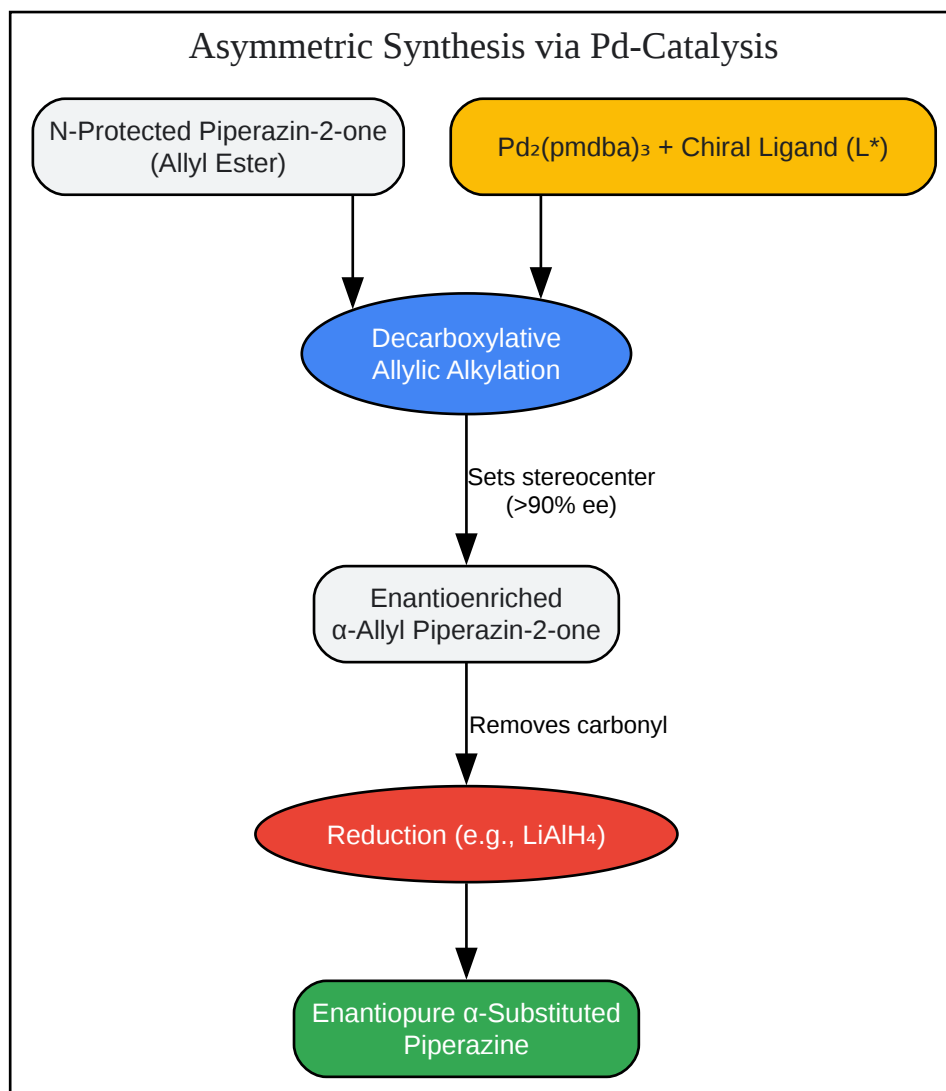 Asymmetric Synthesis via Pd-Catalysis
N-Protected Piperazin-2-one
(Allyl Ester)
Pd₂(pmdba)₃ + Chiral Ligand (L*)
Decarboxylative
Allylic Alkylation
Sets stereocenter
(>90% ee)
Enantioenriched
α-Allyl Piperazin-2-one
Removes carbonyl
Reduction (e.g., LiAlH₄)
Enantiopure α-Substituted
Piperazine